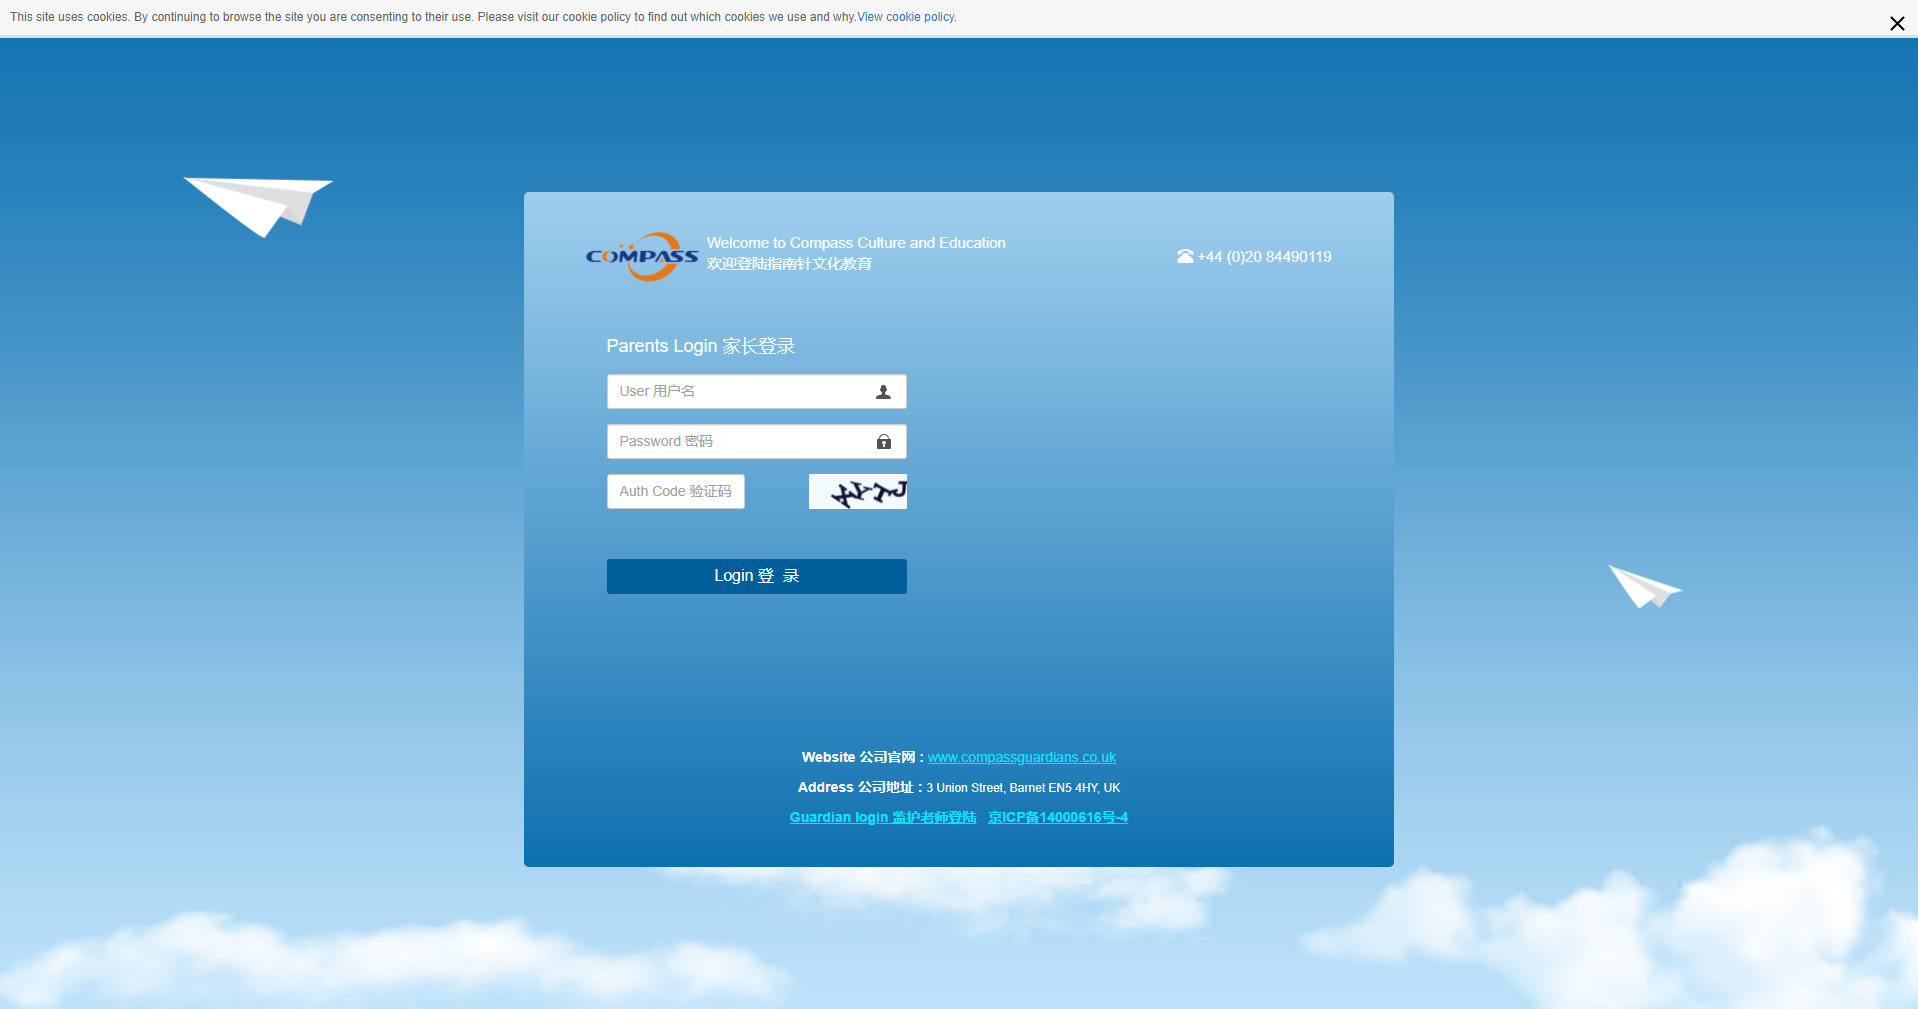 This site uses cookies. By continuing to browse the site you are consenting to their use. Please visit our cookie policy to find out which cookies we use and why.View cookie policy.
COMPASS
Welcome to Compass Culture and Education
欢迎登陆指南针文化教育
+44 (0)20 84490119
Parents Login 家长登录
User 用户名
Password 密码
Auth Code 验证码
XYTJ
Login 登 录
Website 公司官网 : www.compassguardians.co.uk
Address 公司地址 : 3 Union Street, Barnet EN5 4HY, UK
Guardian login 监护老师登陆 京ICP备14000616号-4